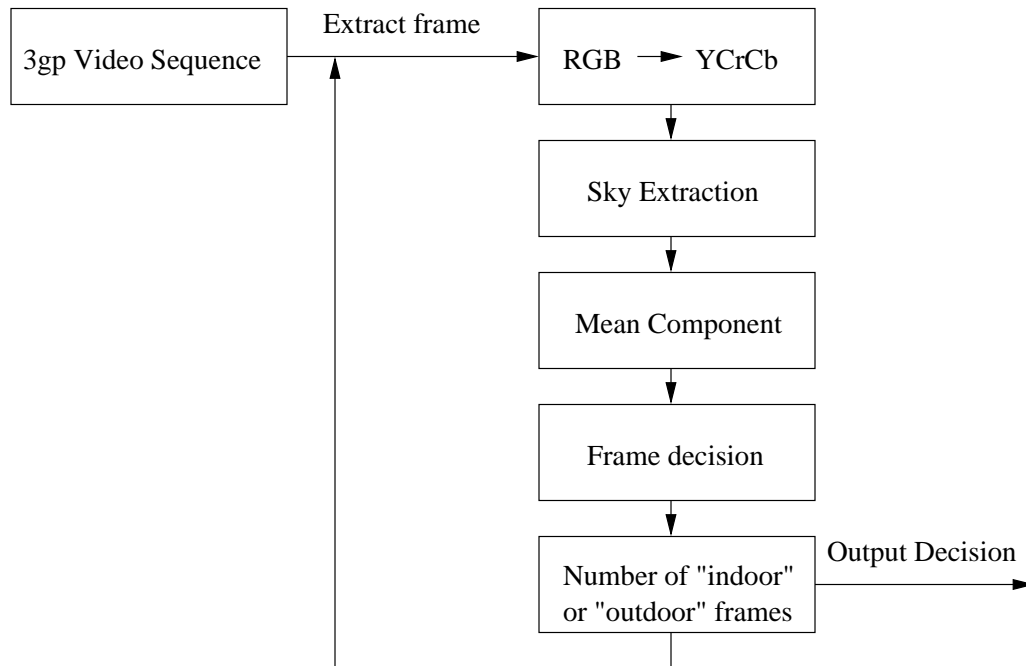 Extract frame
3gp Video Sequence
RGB YCrCb
Sky Extraction
Mean Component
Frame decision
Output Decision
Number of "indoor"
or "outdoor" frames